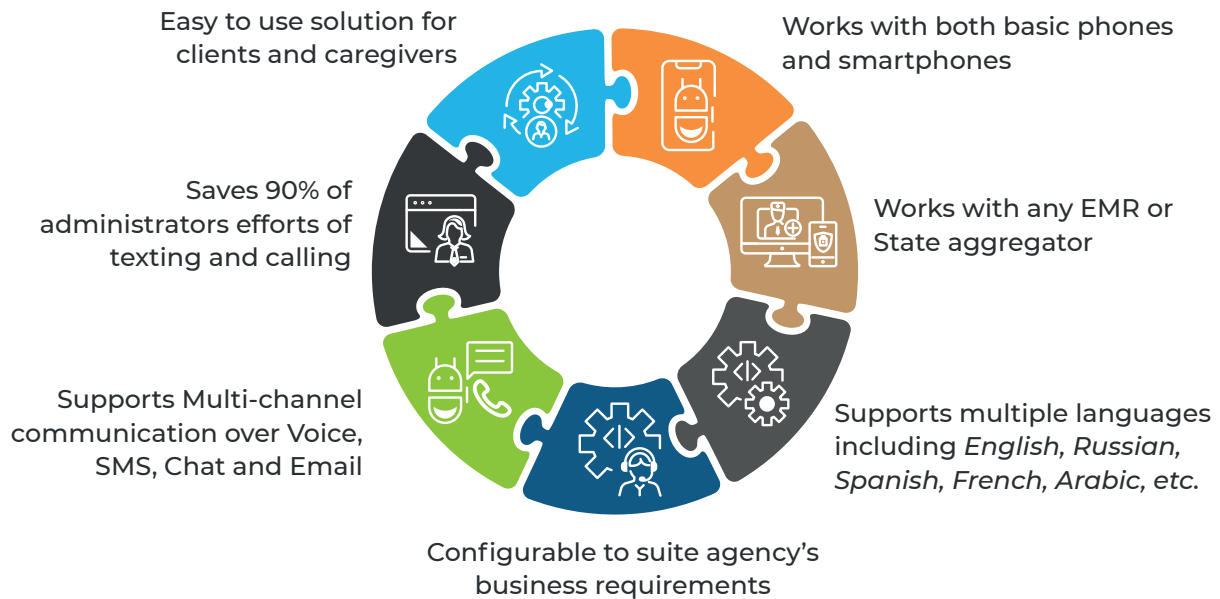 Easy to use solution for
clients and caregivers
Works with both basic phones
and smartphones
Saves 90% of
administrators efforts of
texting and calling
Works with any EMR or
State aggregator
Supports Multi-channel
communication over Voice,
SMS, Chat and Email
Supports multiple languages
including English, Russian,
Spanish, French, Arabic, etc.
Configurable to suite agency’s
business requirements